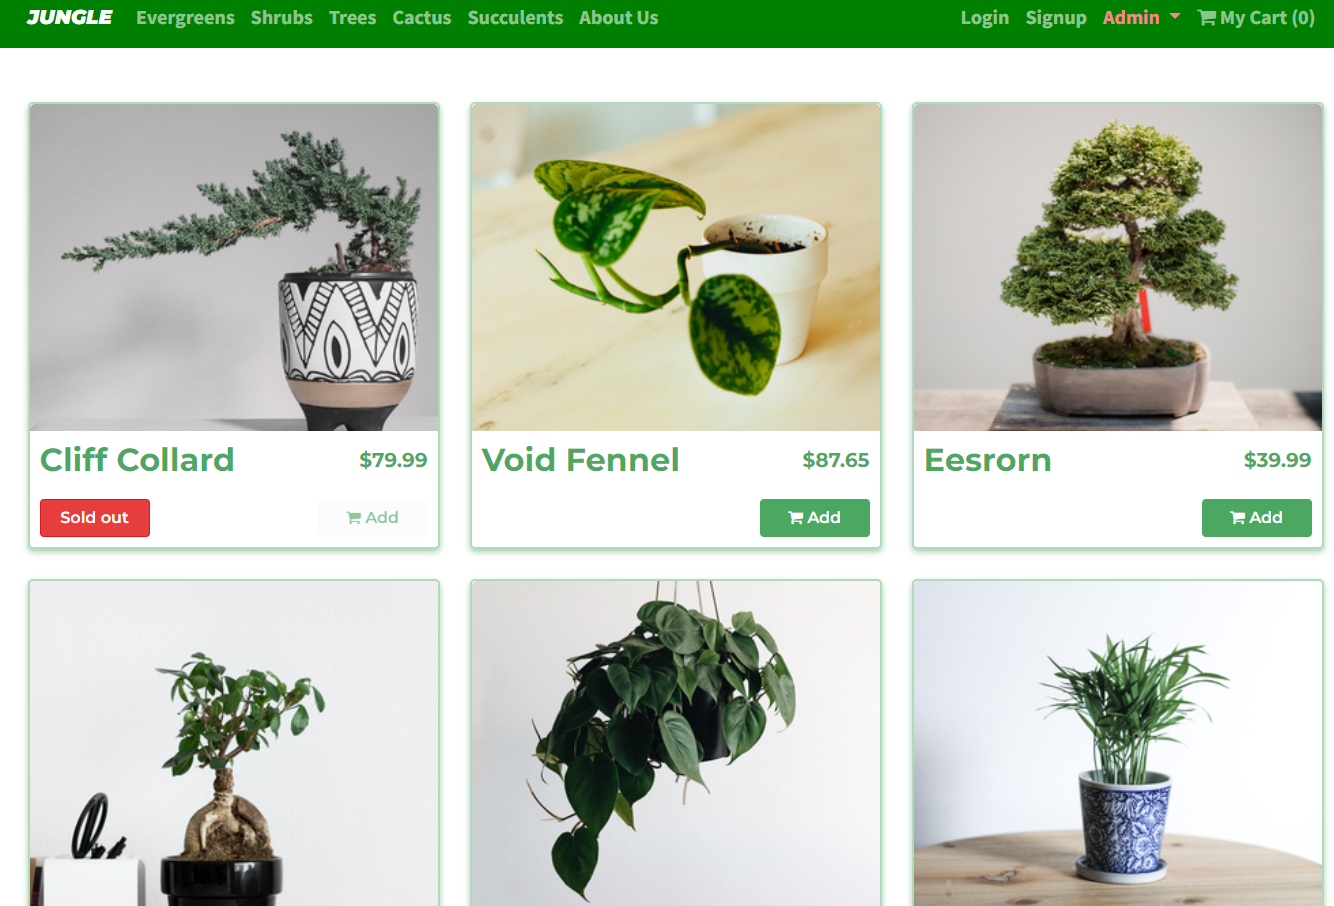 JUNGLE Evergreens Shrubs Trees Cactus Succulents About Us Login Signup Admin My Cart (0)
Cliff Collard $79.99
Sold out Add
Void Fennel $87.65
Add
Eesrorn $39.99
Add